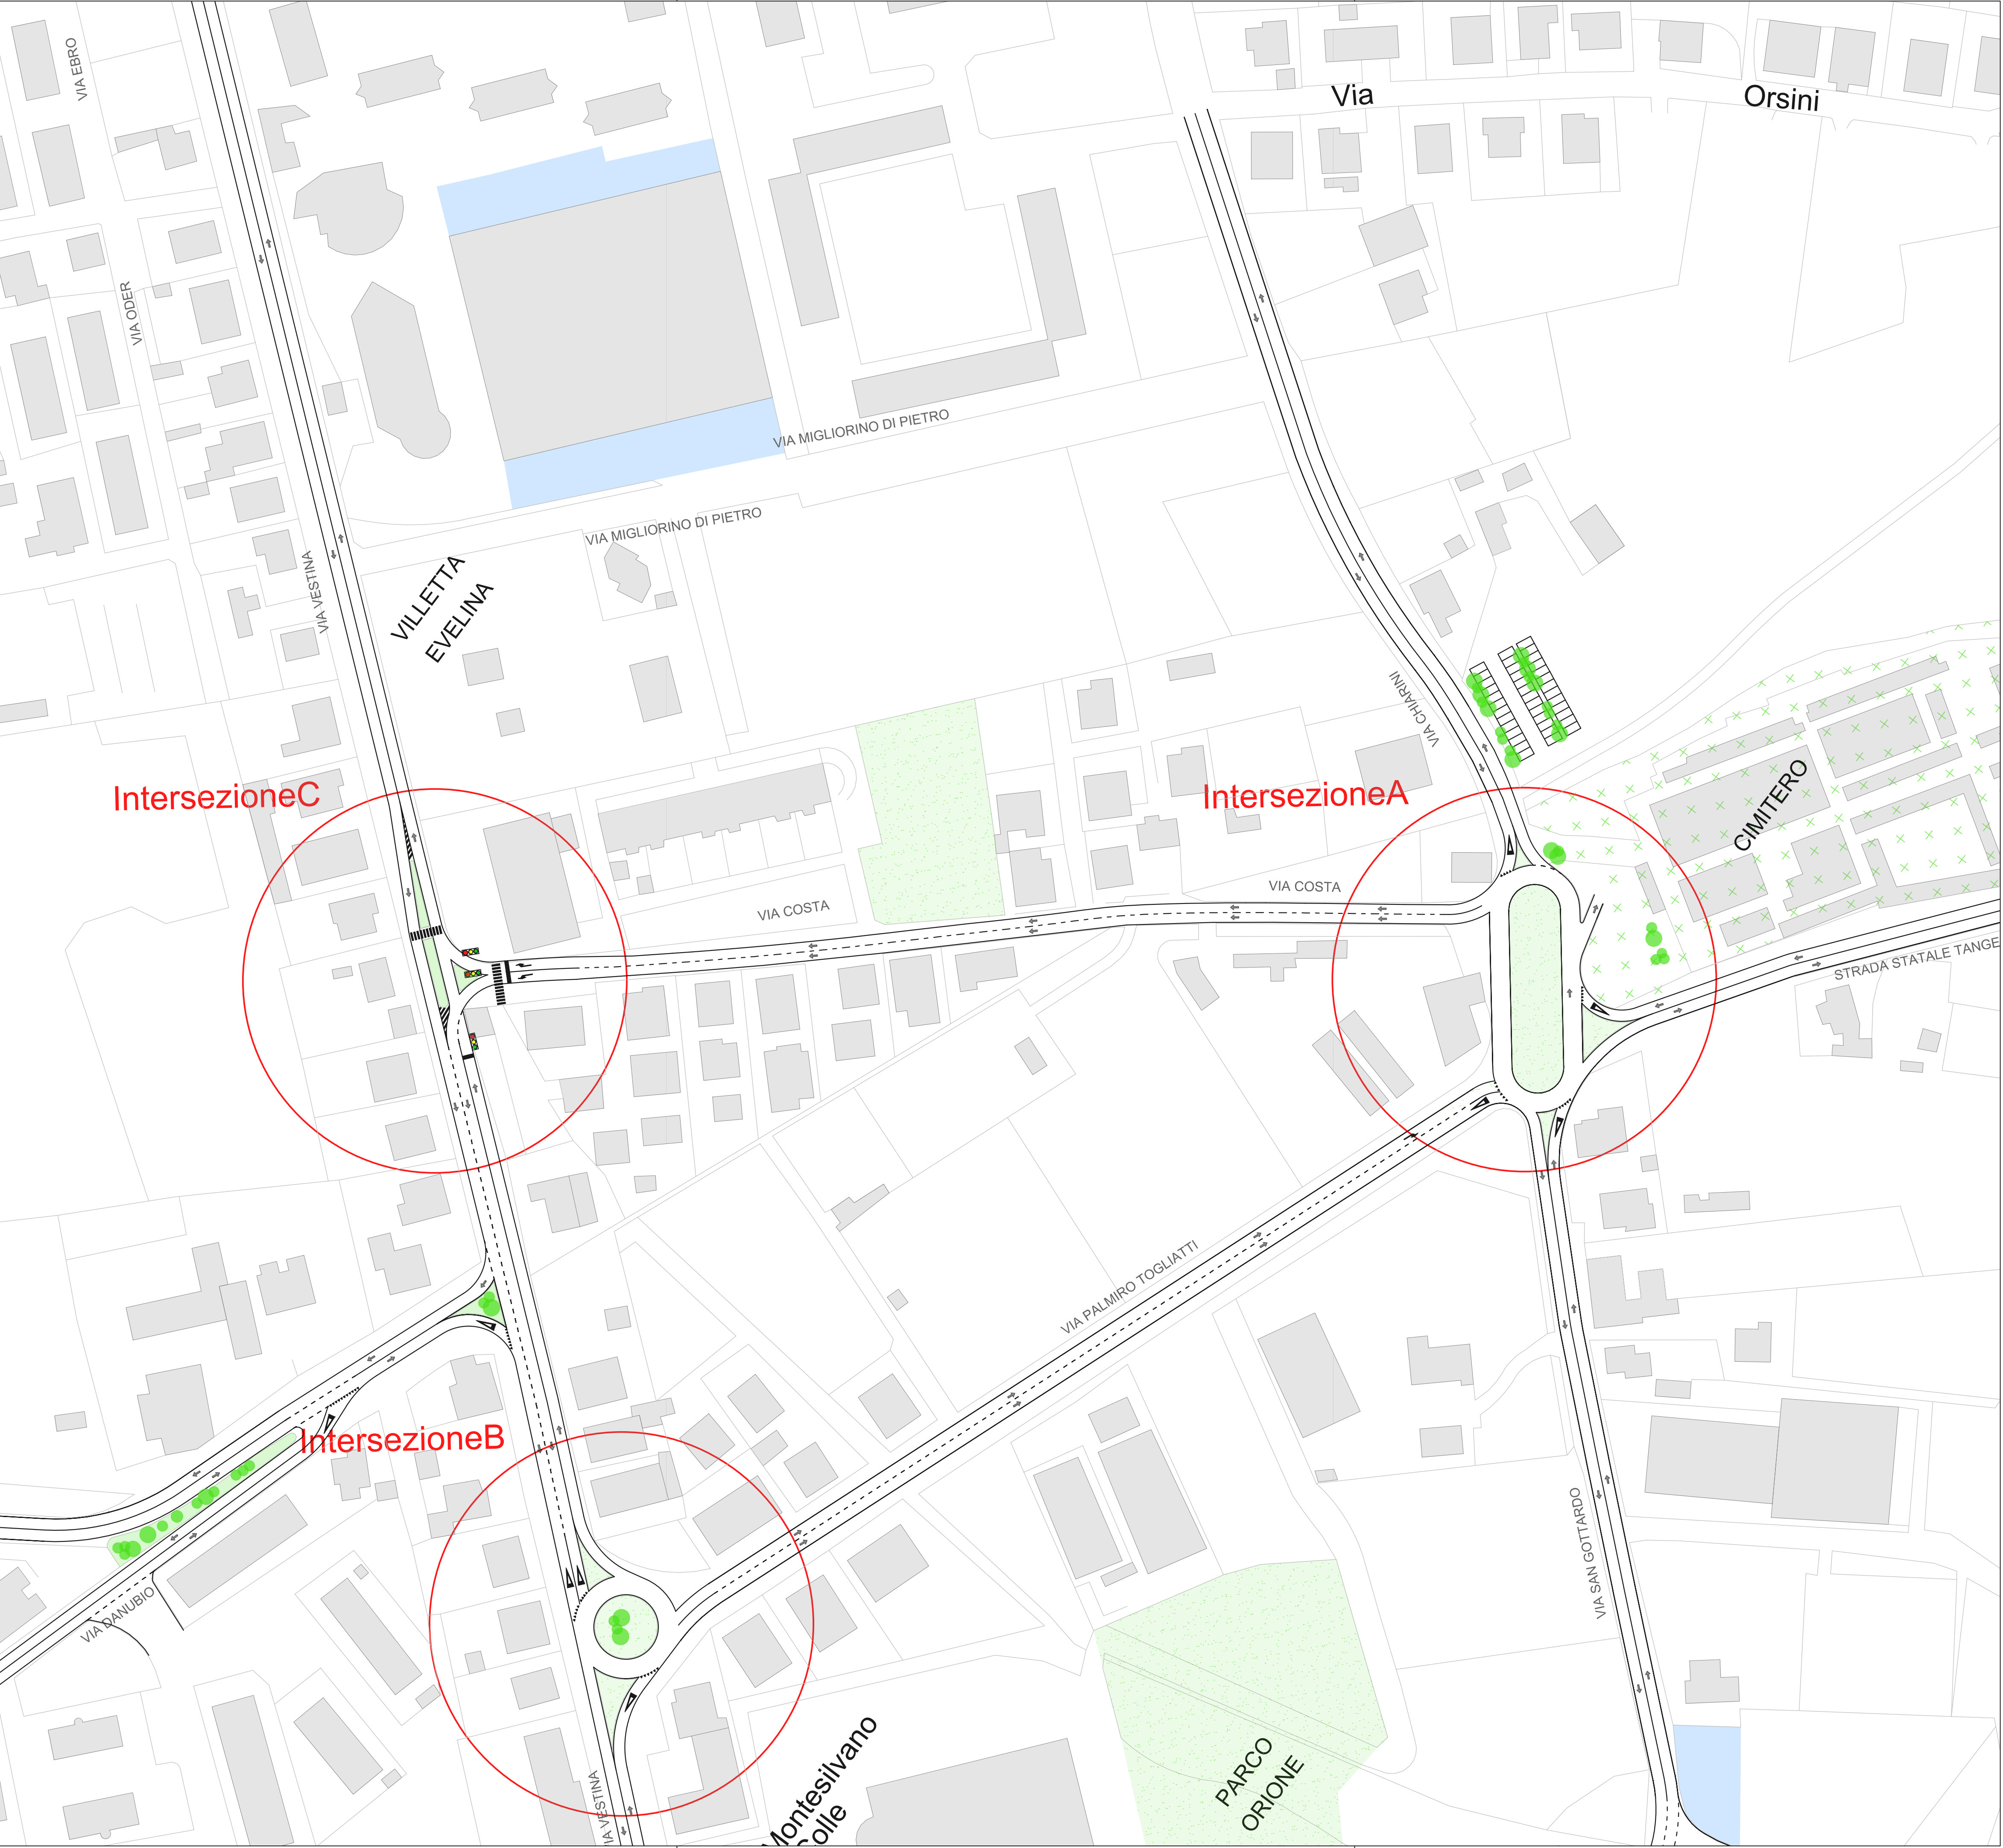 VIA EBRO
Via
Orsini
VIA ODER
VIA MIGLIORINO DI PIETRO
VIA MIGLIORINO DI PIETRO
VIA VESTINA
VILLETTA
EVELINA
VIA CHIARINI
IntersezioneC
IntersezioneA
CIMITERO
VIA COSTA
VIA COSTA
STRADA STATALE TANGE
VIA PALMIRO TOGLIATTI
IntersezioneB
VIA SAN GOTTARDO
VIA DANUBIO
VIA VESTINA
Montesilvano
Colle
PARCO
ORIONE